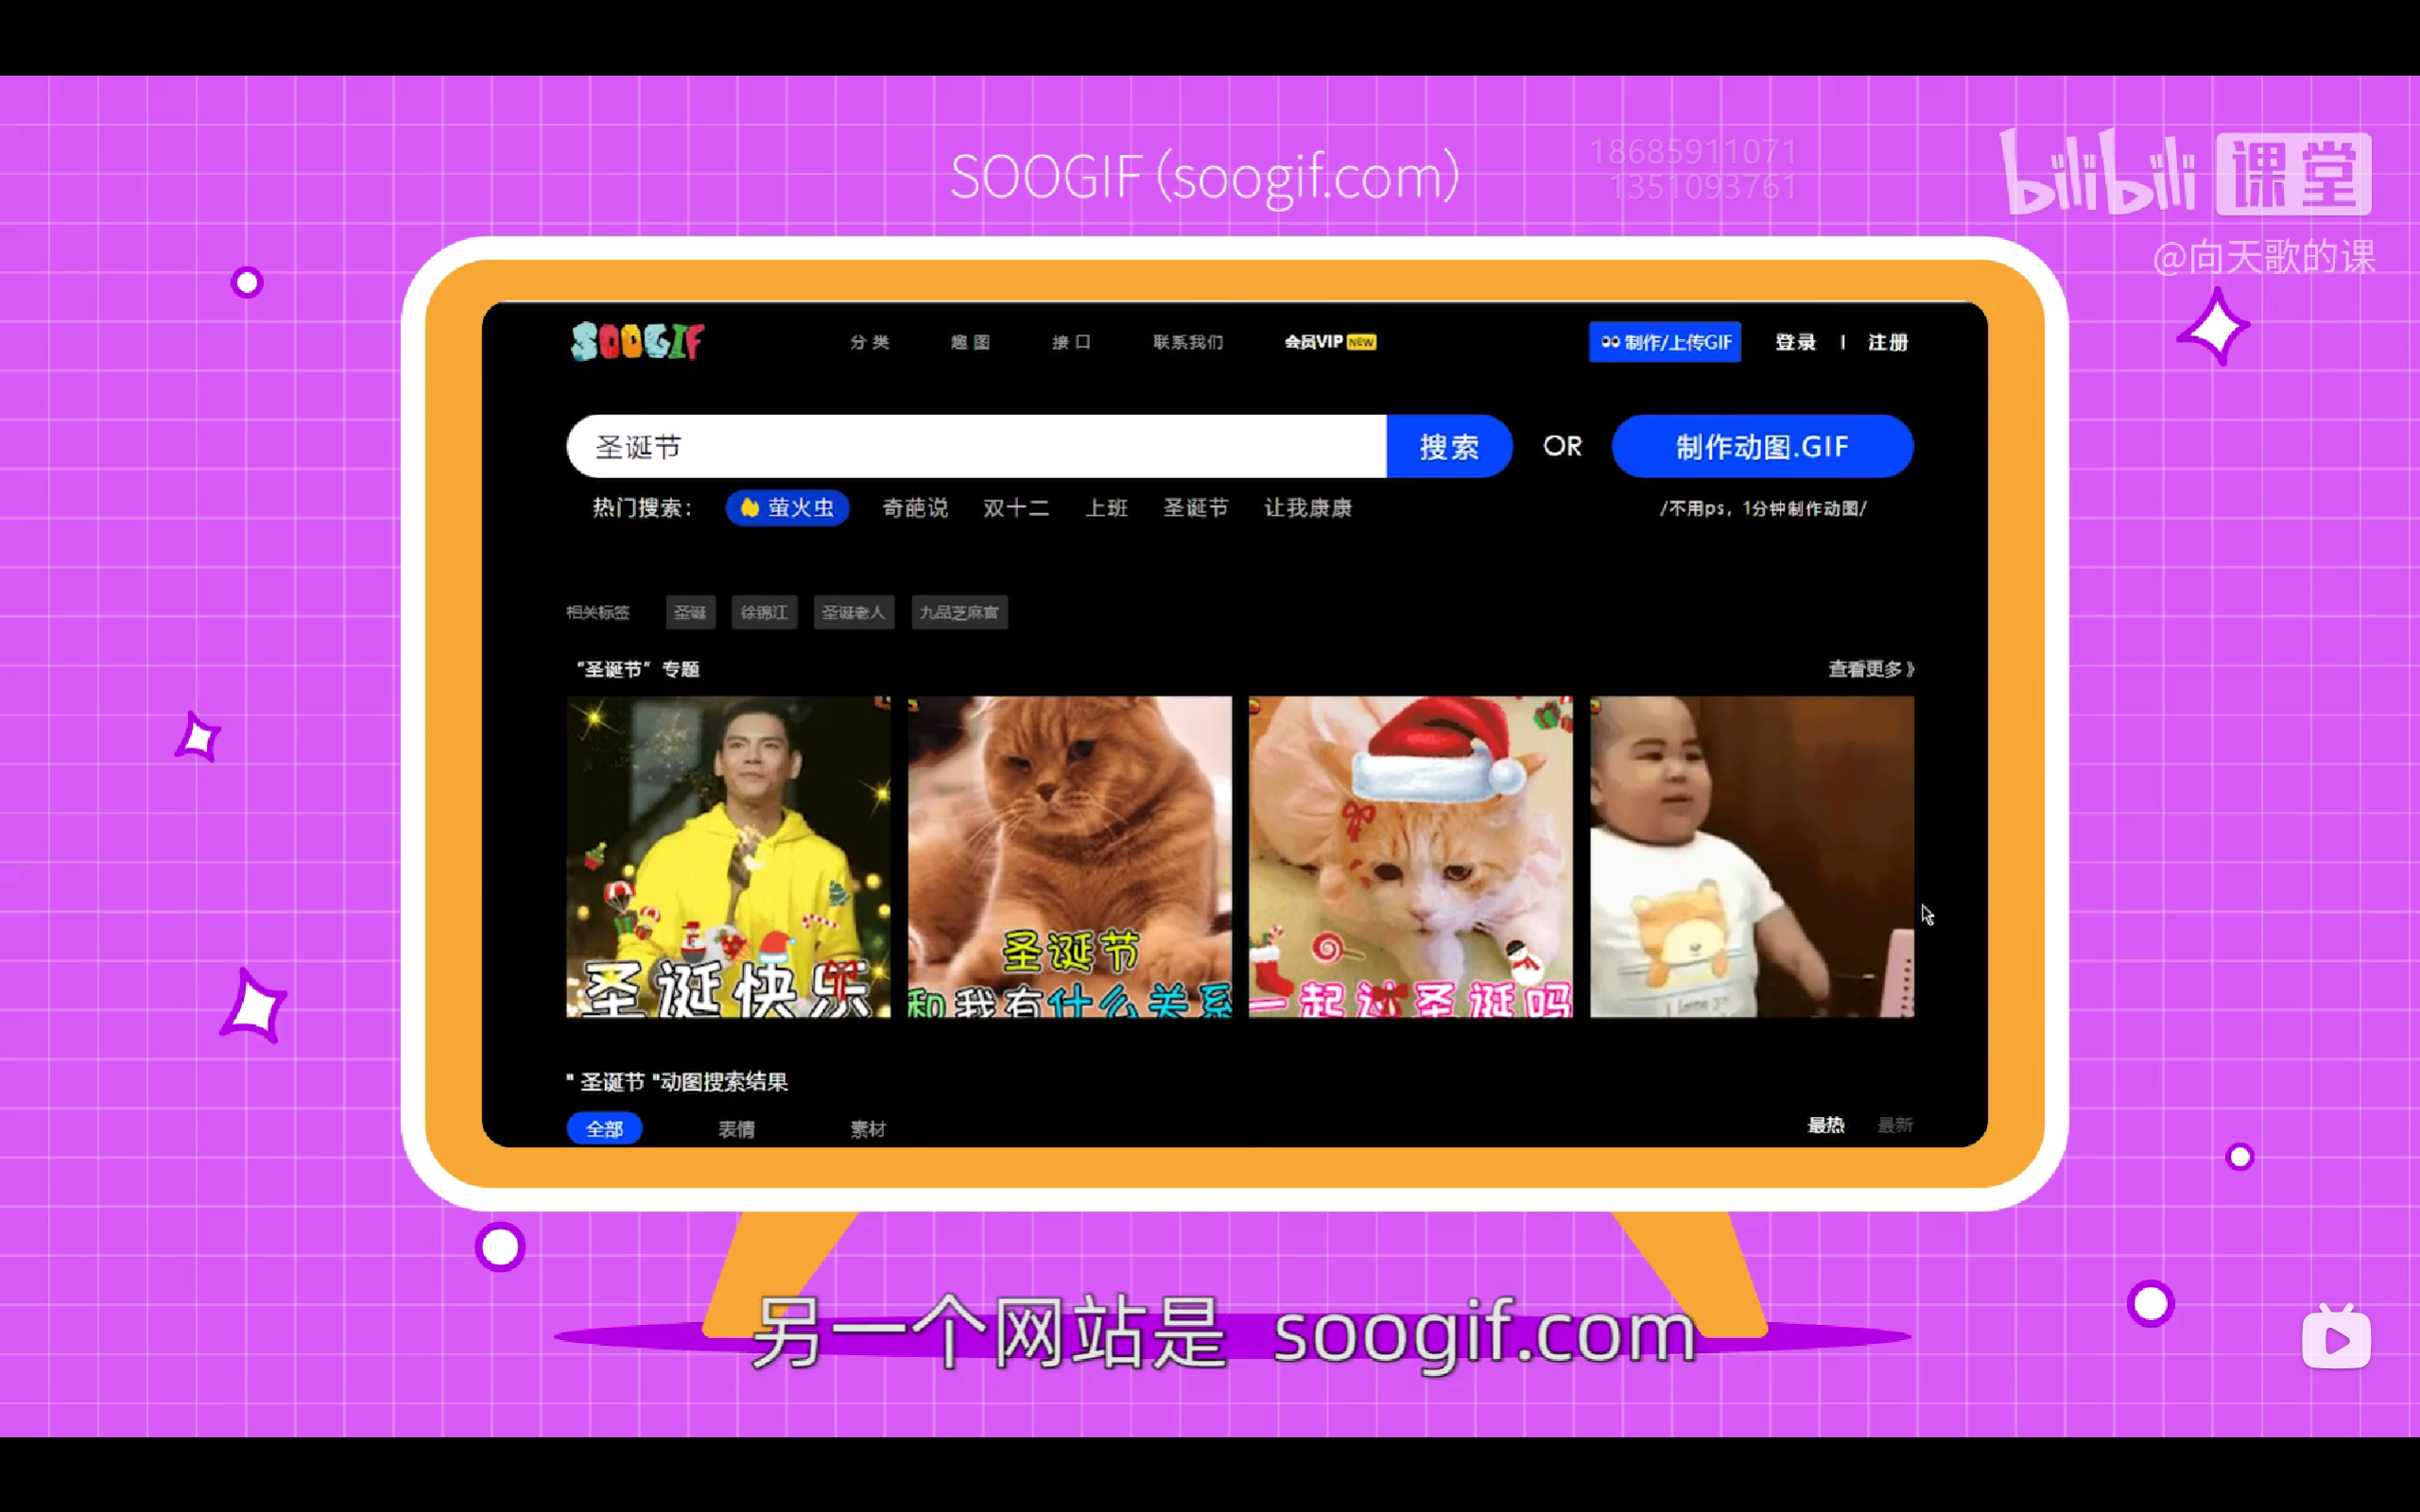 SOOGIF（soogif.com）
18685911071
1351093761
bilibili 课堂
@向天歌的课
SOOGIF 分类 趣图 接口 联系我们 会员VIP NEW 制作/上传GIF 登录 | 注册
圣诞节 搜索 OR 制作动图.GIF
热门搜索： 萤火虫 奇葩说 双十二 上班 圣诞节 让我康康 /不用ps，1分钟制作动图/
相关标签 圣诞 徐锦江 圣诞老人 九品芝麻官
“圣诞节” 专题 查看更多》
圣诞快乐
圣诞节
和我有什么关系
一起过圣诞吗
" 圣诞节 "动图搜索结果
全部 表情 素材 最热 最新
另一个网站是 soogif.com